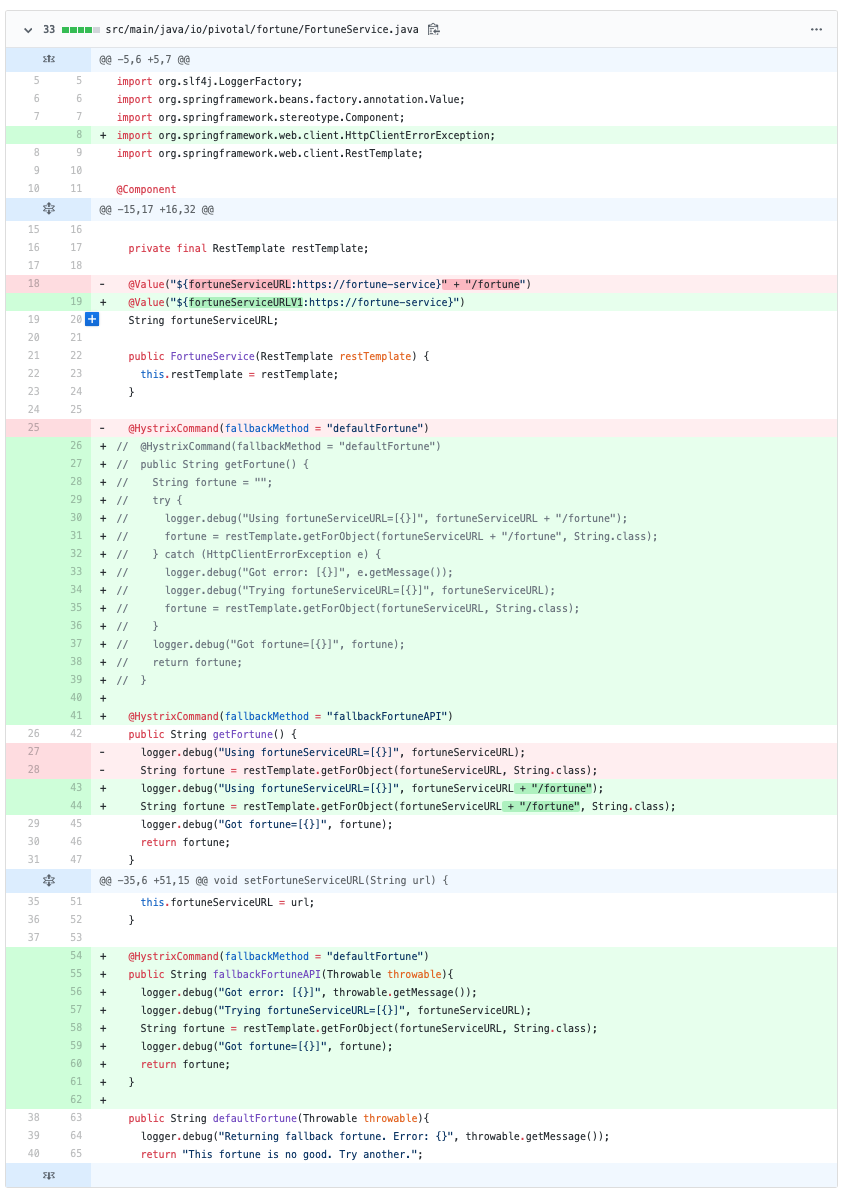 33 src/main/java/io/pivotal/fortune/FortuneService.java
@@ -5,6 +5,7 @@
5 5 import org.slf4j.LoggerFactory;
6 6 import org.springframework.beans.factory.annotation.Value;
7 7 import org.springframework.stereotype.Component;
8 + import org.springframework.web.client.HttpClientErrorException;
8 9 import org.springframework.web.client.RestTemplate;
9 10
10 11 @Component
@@ -15,17 +16,32 @@
15 16
16 17 private final RestTemplate restTemplate;
17 18
18 - @Value("${fortuneServiceURL:https://fortune-service}" + "/fortune")
19 + @Value("${fortuneServiceURLV1:https://fortune-service}")
19 20 + String fortuneServiceURL;
20 21
21 22 public FortuneService(RestTemplate restTemplate) {
22 23 this.restTemplate = restTemplate;
23 24 }
24 25
25 - @HystrixCommand(fallbackMethod = "defaultFortune")
26 + // @HystrixCommand(fallbackMethod = "defaultFortune")
27 + // public String getFortune() {
28 + // String fortune = "";
29 + // try {
30 + // logger.debug("Using fortuneServiceURL=[{}]", fortuneServiceURL + "/fortune");
31 + // fortune = restTemplate.getForObject(fortuneServiceURL + "/fortune", String.class);
32 + // } catch (HttpClientErrorException e) {
33 + // logger.debug("Got error: [{}]", e.getMessage());
34 + // logger.debug("Trying fortuneServiceURL=[{}]", fortuneServiceURL);
35 + // fortune = restTemplate.getForObject(fortuneServiceURL, String.class);
36 + // }
37 + // logger.debug("Got fortune=[{}]", fortune);
38 + // return fortune;
39 + // }
40 +
41 + @HystrixCommand(fallbackMethod = "fallbackFortuneAPI")
26 42 public String getFortune() {
27 - logger.debug("Using fortuneServiceURL=[{}]", fortuneServiceURL);
28 - String fortune = restTemplate.getForObject(fortuneServiceURL, String.class);
43 + logger.debug("Using fortuneServiceURL=[{}]", fortuneServiceURL + "/fortune");
44 + String fortune = restTemplate.getForObject(fortuneServiceURL + "/fortune", String.class);
29 45 logger.debug("Got fortune=[{}]", fortune);
30 46 return fortune;
31 47 }
@@ -35,6 +51,15 @@ void setFortuneServiceURL(String url) {
35 51 this.fortuneServiceURL = url;
36 52 }
37 53
54 + @HystrixCommand(fallbackMethod = "defaultFortune")
55 + public String fallbackFortuneAPI(Throwable throwable){
56 + logger.debug("Got error: [{}]", throwable.getMessage());
57 + logger.debug("Trying fortuneServiceURL=[{}]", fortuneServiceURL);
58 + String fortune = restTemplate.getForObject(fortuneServiceURL, String.class);
59 + logger.debug("Got fortune=[{}]", fortune);
60 + return fortune;
61 + }
62 +
38 63 public String defaultFortune(Throwable throwable){
39 64 logger.debug("Returning fallback fortune. Error: {}", throwable.getMessage());
40 65 return "This fortune is no good. Try another.";